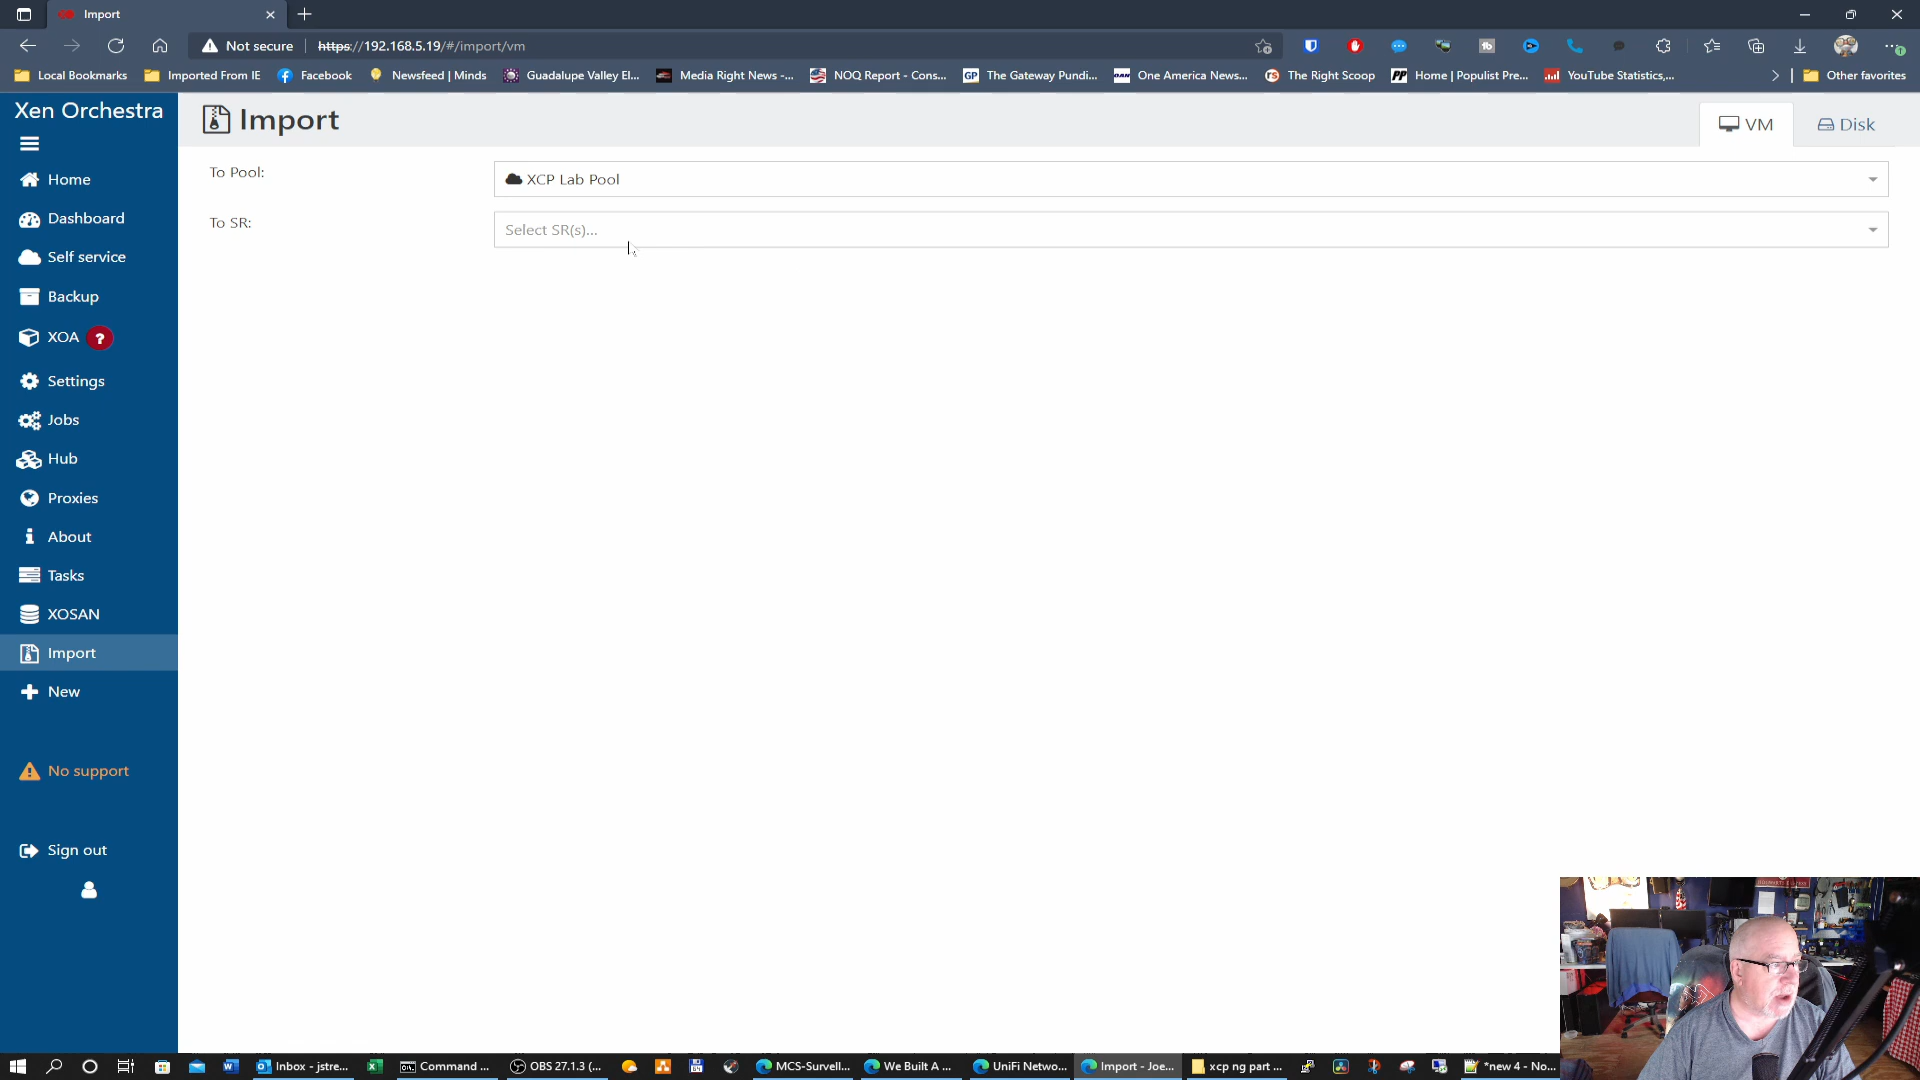 Import
Not secure
https://192.168.5.19/#/import/vm
Local Bookmarks
Imported From IE
Facebook
Newsfeed | Minds
Guadalupe Valley El...
Media Right News -...
NOQ Report - Cons...
The Gateway Pundi...
One America News...
The Right Scoop
Home | Populist Pre...
YouTube Statistics,...
Other favorites
Xen Orchestra
Import
VM
Disk
Home
Dashboard
Self service
Backup
XOA ?
Settings
Jobs
Hub
Proxies
About
Tasks
XOSAN
Import
New
No support
Sign out
To Pool:
XCP Lab Pool
To SR:
Select SR(s)...
Inbox - jstre...
Command ...
OBS 27.1.3 (...
MCS-Survell...
We Built A ...
UniFi Netwo...
Import - Joe...
xcp ng part ...
*new 4 - No...